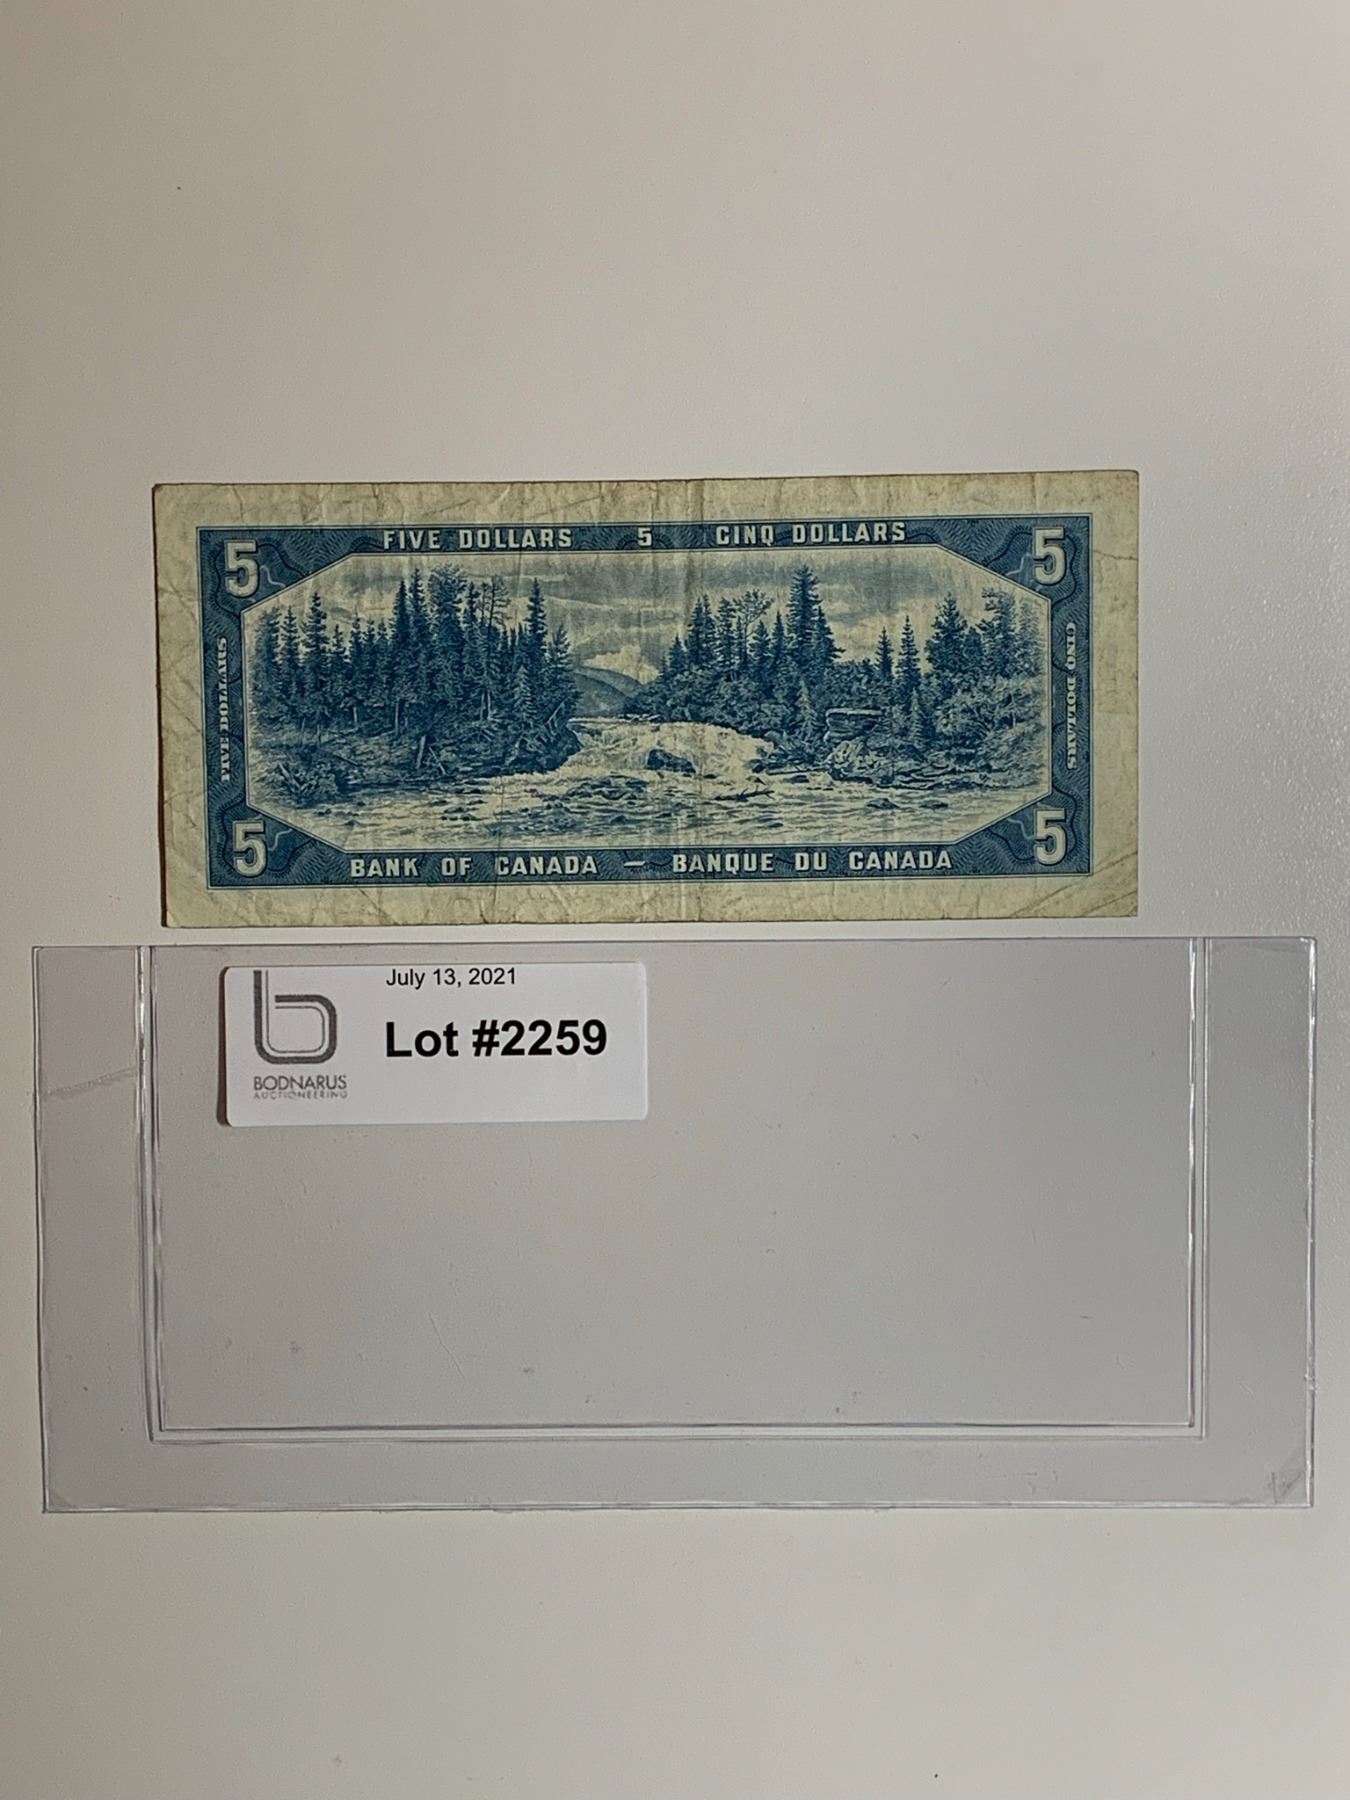 FIVE DOLLARS 5 CINQ DOLLARS
5 5
FIVE DOLLARS
CINQ DOLLARS
5 5
BANK OF CANADA – BANQUE DU CANADA
July 13, 2021
Lot #2259
BODNARUS
AUCTIONEERING